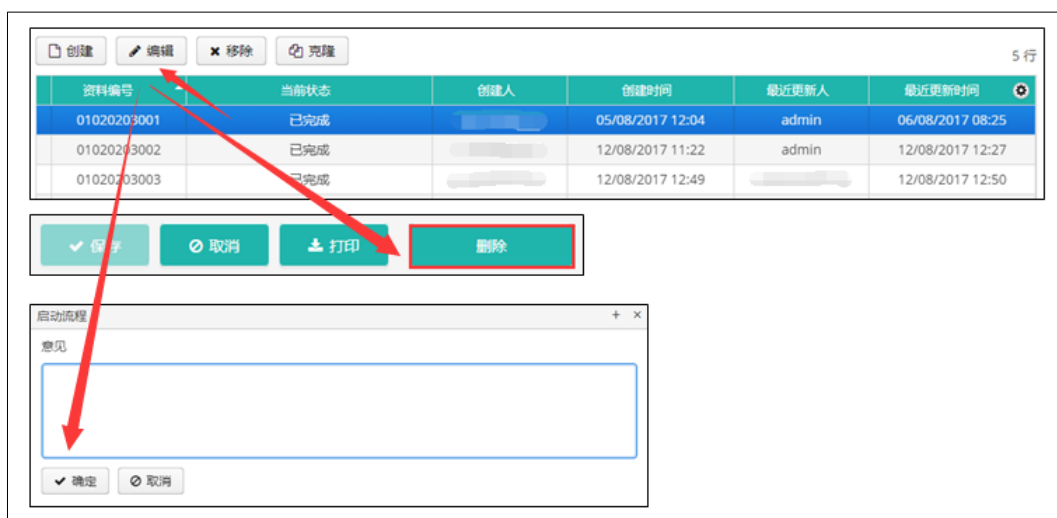 创建 编辑 移除 克隆 5 行
资料编号 当前状态 创建人 创建时间 最近更新人 最近更新时间
01020203001 已完成 05/08/2017 12:04 admin 06/08/2017 08:25
01020203002 已完成 12/08/2017 11:22 admin 12/08/2017 12:27
01020203003 已完成 12/08/2017 12:49 12/08/2017 12:50
保存 取消 打印 删除
启动流程
意见
确定 取消